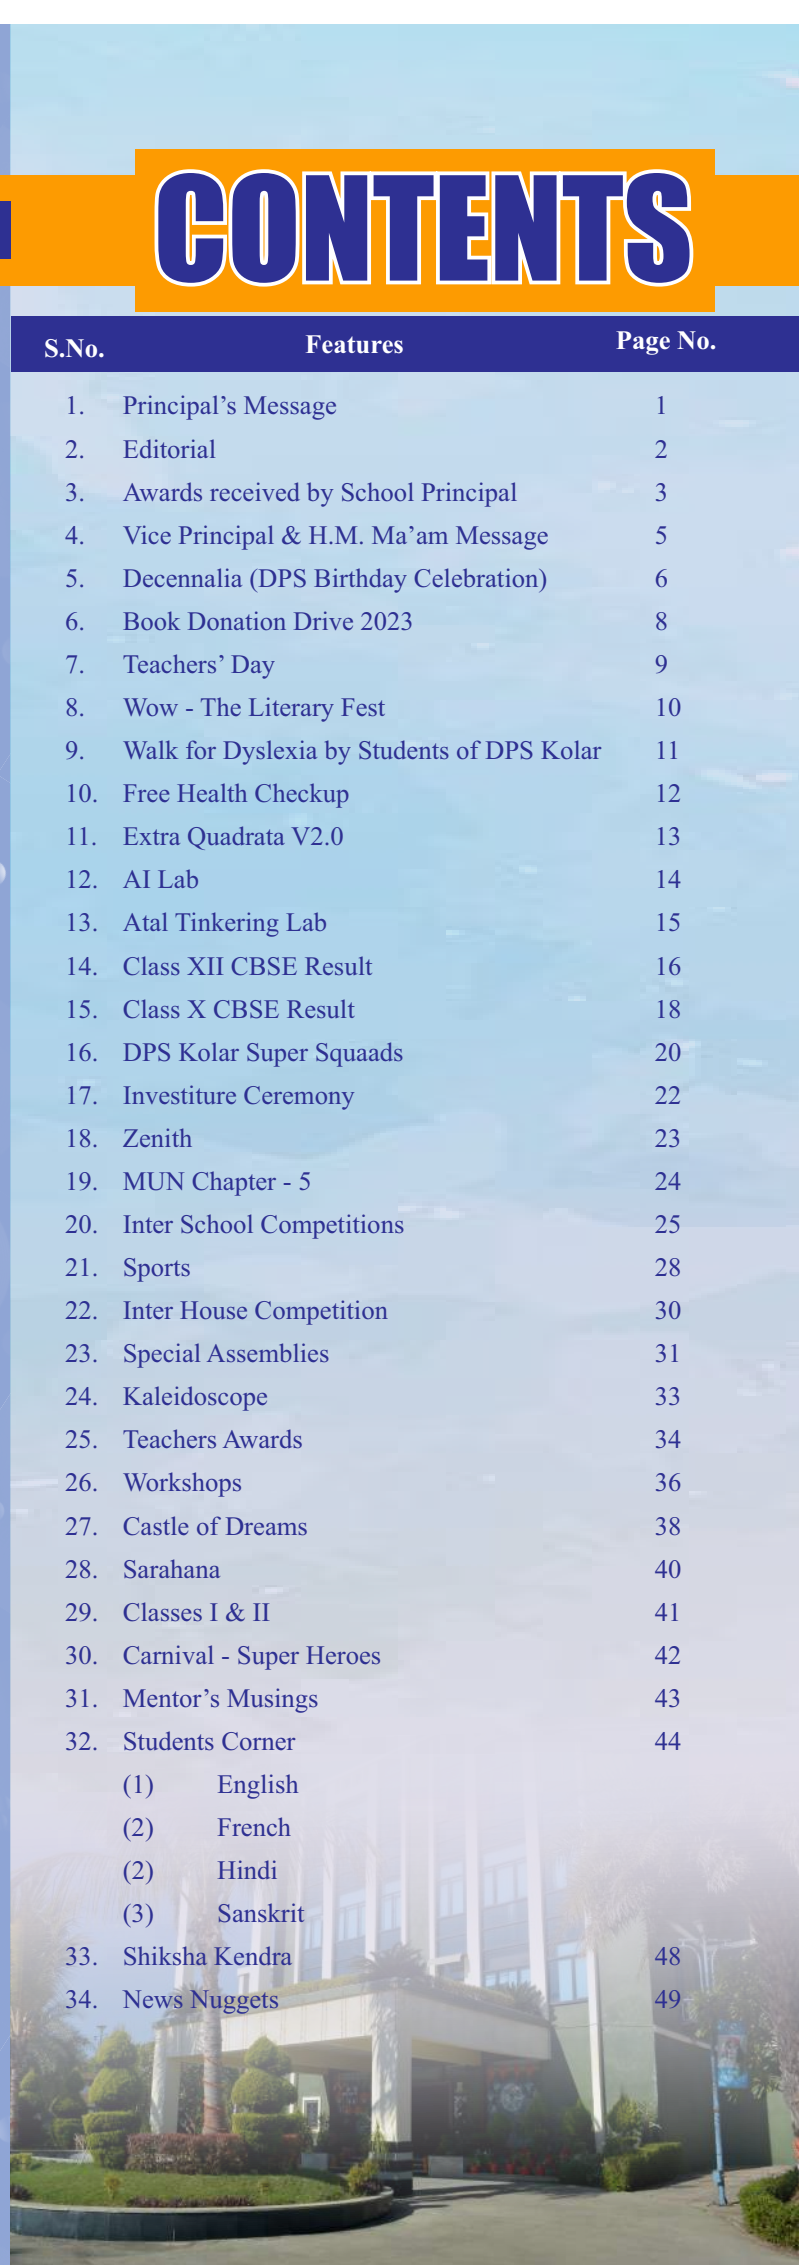 CONTENTS
S.No. Features Page No.
1. Principal's Message 1
2. Editorial 2
3. Awards received by School Principal 3
4. Vice Principal & H.M. Ma'am Message 5
5. Decennalia (DPS Birthday Celebration) 6
6. Book Donation Drive 2023 8
7. Teachers' Day 9
8. Wow - The Literary Fest 10
9. Walk for Dyslexia by Students of DPS Kolar 11
10. Free Health Checkup 12
11. Extra Quadrata V2.0 13
12. AI Lab 14
13. Atal Tinkering Lab 15
14. Class XII CBSE Result 16
15. Class X CBSE Result 18
16. DPS Kolar Super Squaads 20
17. Investiture Ceremony 22
18. Zenith 23
19. MUN Chapter - 5 24
20. Inter School Competitions 25
21. Sports 28
22. Inter House Competition 30
23. Special Assemblies 31
24. Kaleidoscope 33
25. Teachers Awards 34
26. Workshops 36
27. Castle of Dreams 38
28. Sarahana 40
29. Classes I & II 41
30. Carnival - Super Heroes 42
31. Mentor's Musings 43
32. Students Corner 44
(1) English
(2) French
(2) Hindi
(3) Sanskrit
33. Shiksha Kendra 48
34. News Nuggets 49